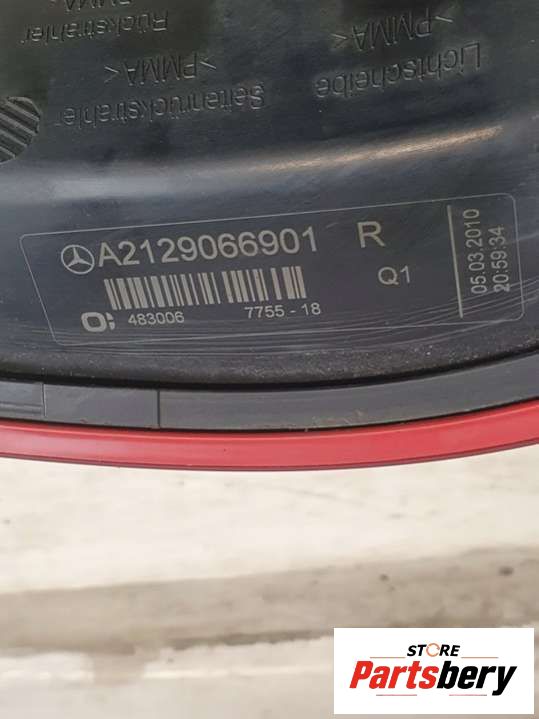 Rückstrahler
>PMMA<
Seitenrückstrahler
>PMMA<
Lichtscheibe
A2129066901 R
Q1
483006 7755-18
05.03.2010
20:59:34
STORE
Partsbery